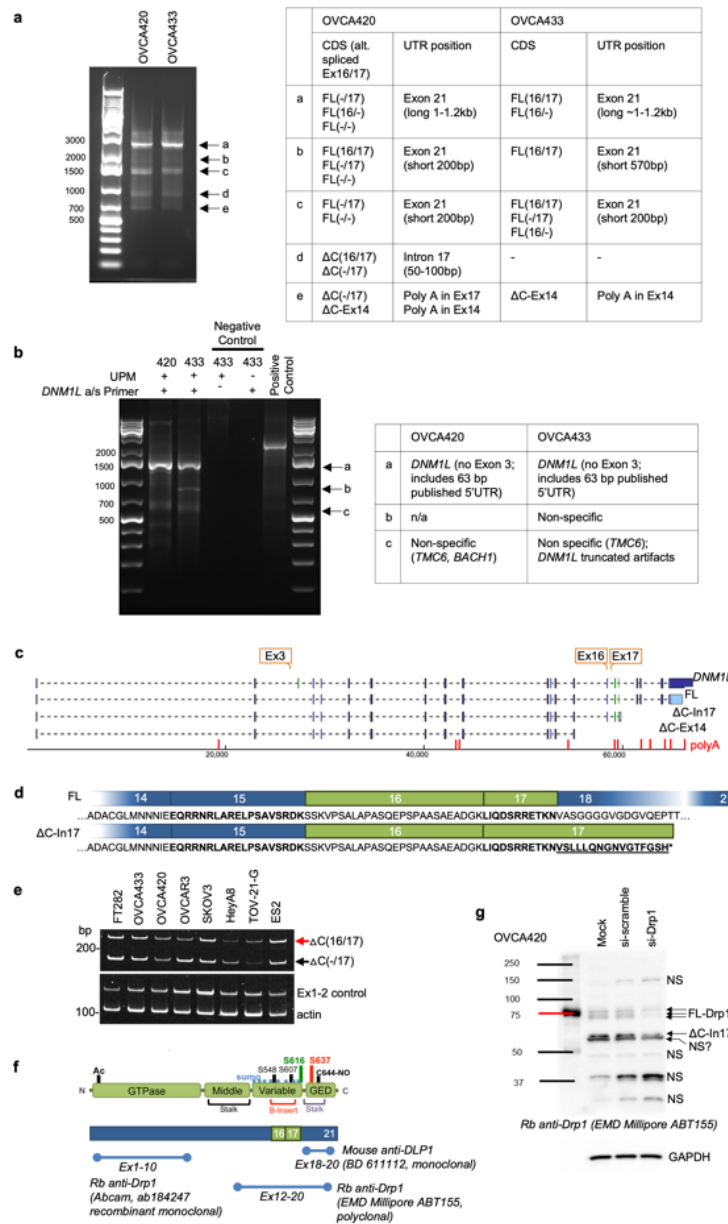 a
OVCA420
OVCA433
3000
2000
1500
1000
700
500
a
b
c
d
e
OVCA420
OVCA433
CDS (alt. spliced Ex16/17)
UTR position
CDS
UTR position
a
FL(-/17)
FL(16/-)
FL(-/-)
Exon 21
(long 1-1.2kb)
FL(16/17)
FL(16/-)
Exon 21
(long ~1-1.2kb)
b
FL(16/17)
FL(-/17)
FL(-/-)
Exon 21
(short 200bp)
FL(16/17)
Exon 21
(short 570bp)
c
FL(-/17)
FL(-/-)
Exon 21
(short 200bp)
FL(16/17)
FL(-/17)
FL(16/-)
Exon 21
(short 200bp)
d
ΔC(16/17)
ΔC(-/17)
Intron 17
(50-100bp)
-
-
e
ΔC(-/17)
ΔC-Ex14
Poly A in Ex17
Poly A in Ex14
ΔC-Ex14
Poly A in Ex14
b
Negative
Control
420 433 433 433
Positive
Control
UPM + + + -
DNM1L a/s Primer + + - +
2000
1500
1000
700
500
a
b
c
OVCA420
OVCA433
a
DNM1L (no Exon 3;
includes 63 bp
published 5'UTR)
DNM1L (no Exon 3;
includes 63 bp published
5'UTR)
b
n/a
Non-specific
c
Non-specific
(TMC6, BACH1)
Non specific (TMC6);
DNM1L truncated artifacts
c
Ex3
Ex16
Ex17
DNM1L
FL
ΔC-In17
ΔC-Ex14
polyA
20,000
40,000
60,000
d
FL
14 15 16 17 18 2
...ADACGLMNNNIEEQRRNRLARELPSAVSRDKSSKVPSALAPASQEPSPAASAEADGKLIQDSRRETKNVASGGGGVGDGVQEPTT...
ΔC-In17
14 15 16 17
...ADACGLMNNNIEEQRRNRLARELPSAVSRDKSSKVPSALAPASQEPSPAASAEADGKLIQDSRRETKNVSLLLQNGNVGTFGSH*
e
FT282
OVCA433
OVCA420
OVCAR3
SKOV3
HeyA8
TOV-21-G
ES2
bp
200
100
ΔC(16/17)
ΔC(-/17)
Ex1-2 control
actin
f
Ac
sumo
S548
S607
S616
S637
C644-NO
N
GTPase
Middle
Variable
GED
C
Stalk
B-Insert
Stalk
16 17 21
Ex1-10
Rb anti-Drp1
(Abcam, ab184247
recombinant monoclonal)
Mouse anti-DLP1
Ex18-20 (BD 611112, monoclonal)
Ex12-20
Rb anti-Drp1
(EMD Millipore ABT155,
polyclonal)
g
OVCA420
Mock
si-scramble
si-Drp1
250
150
100
75
50
37
NS
FL-Drp1
ΔC-In17
NS?
NS
NS
NS
Rb anti-Drp1 (EMD Millipore ABT155)
GAPDH